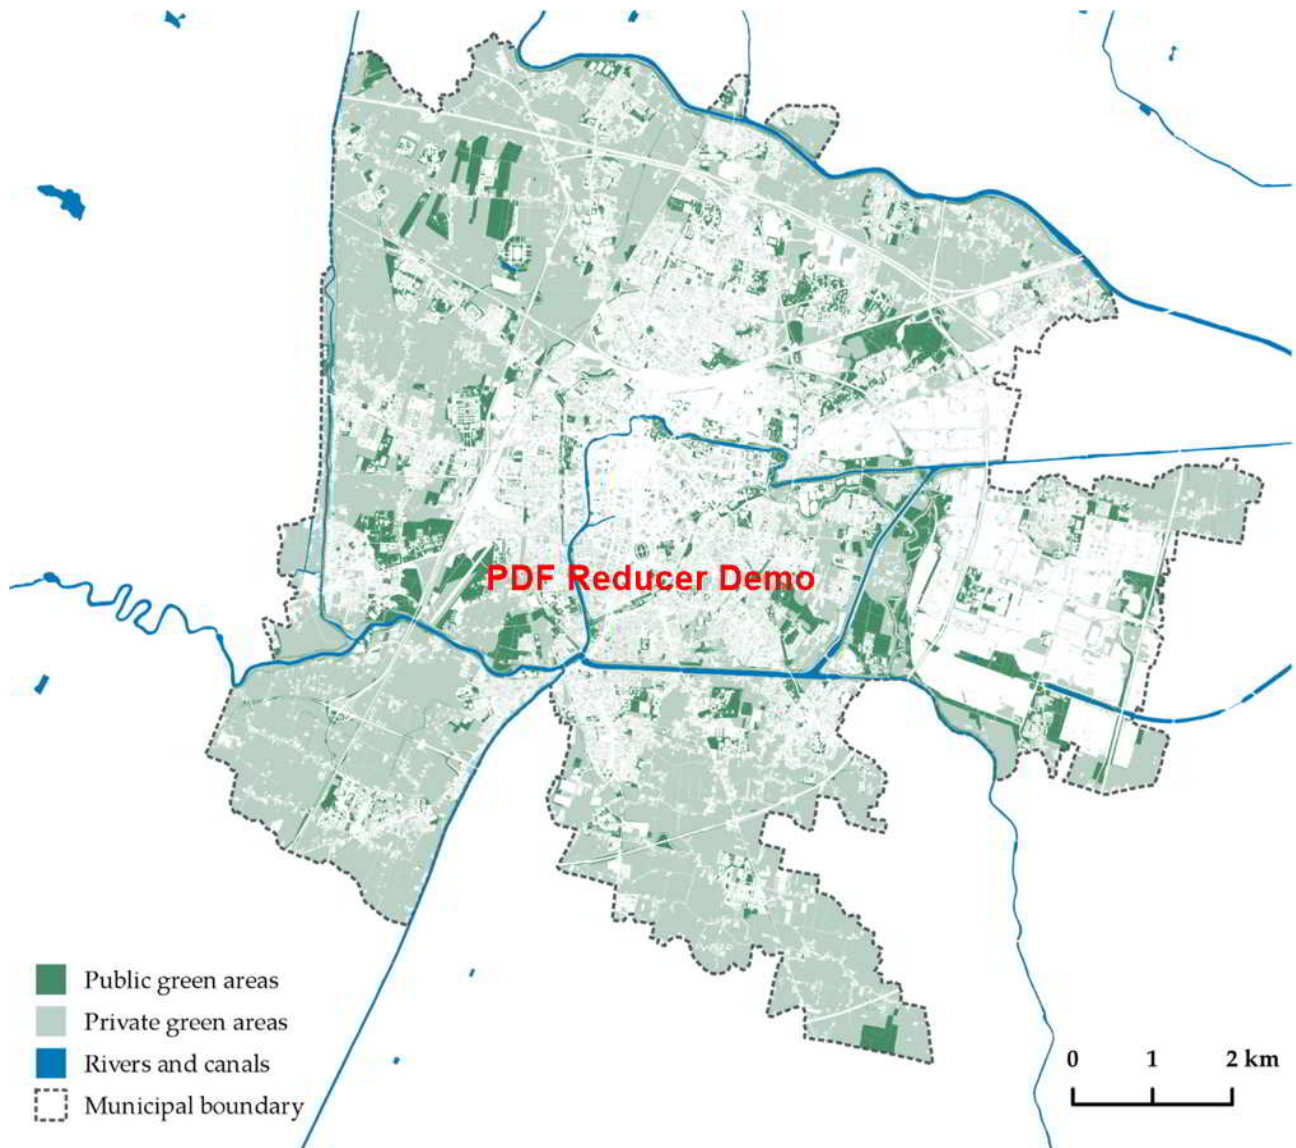 PDF Reducer Demo
Public green areas
Private green areas
Rivers and canals
Municipal boundary
0 1 2 km